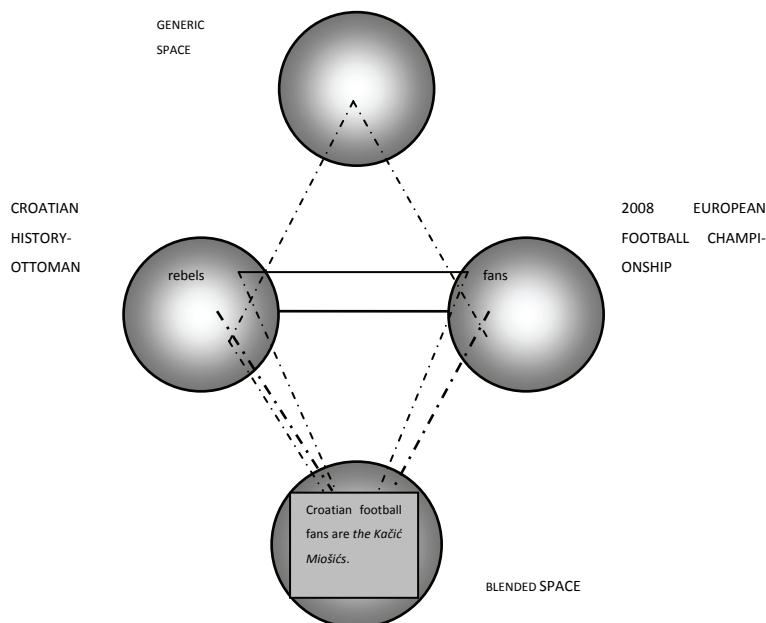 GENERIC
SPACE
CROATIAN
HISTORY-
OTTOMAN
2008 EUROPEAN
FOOTBALL CHAMPI-
ONSHIP
rebels
fans
Croatian football
fans are the Kačić
Miošićs.
BLENDED SPACE